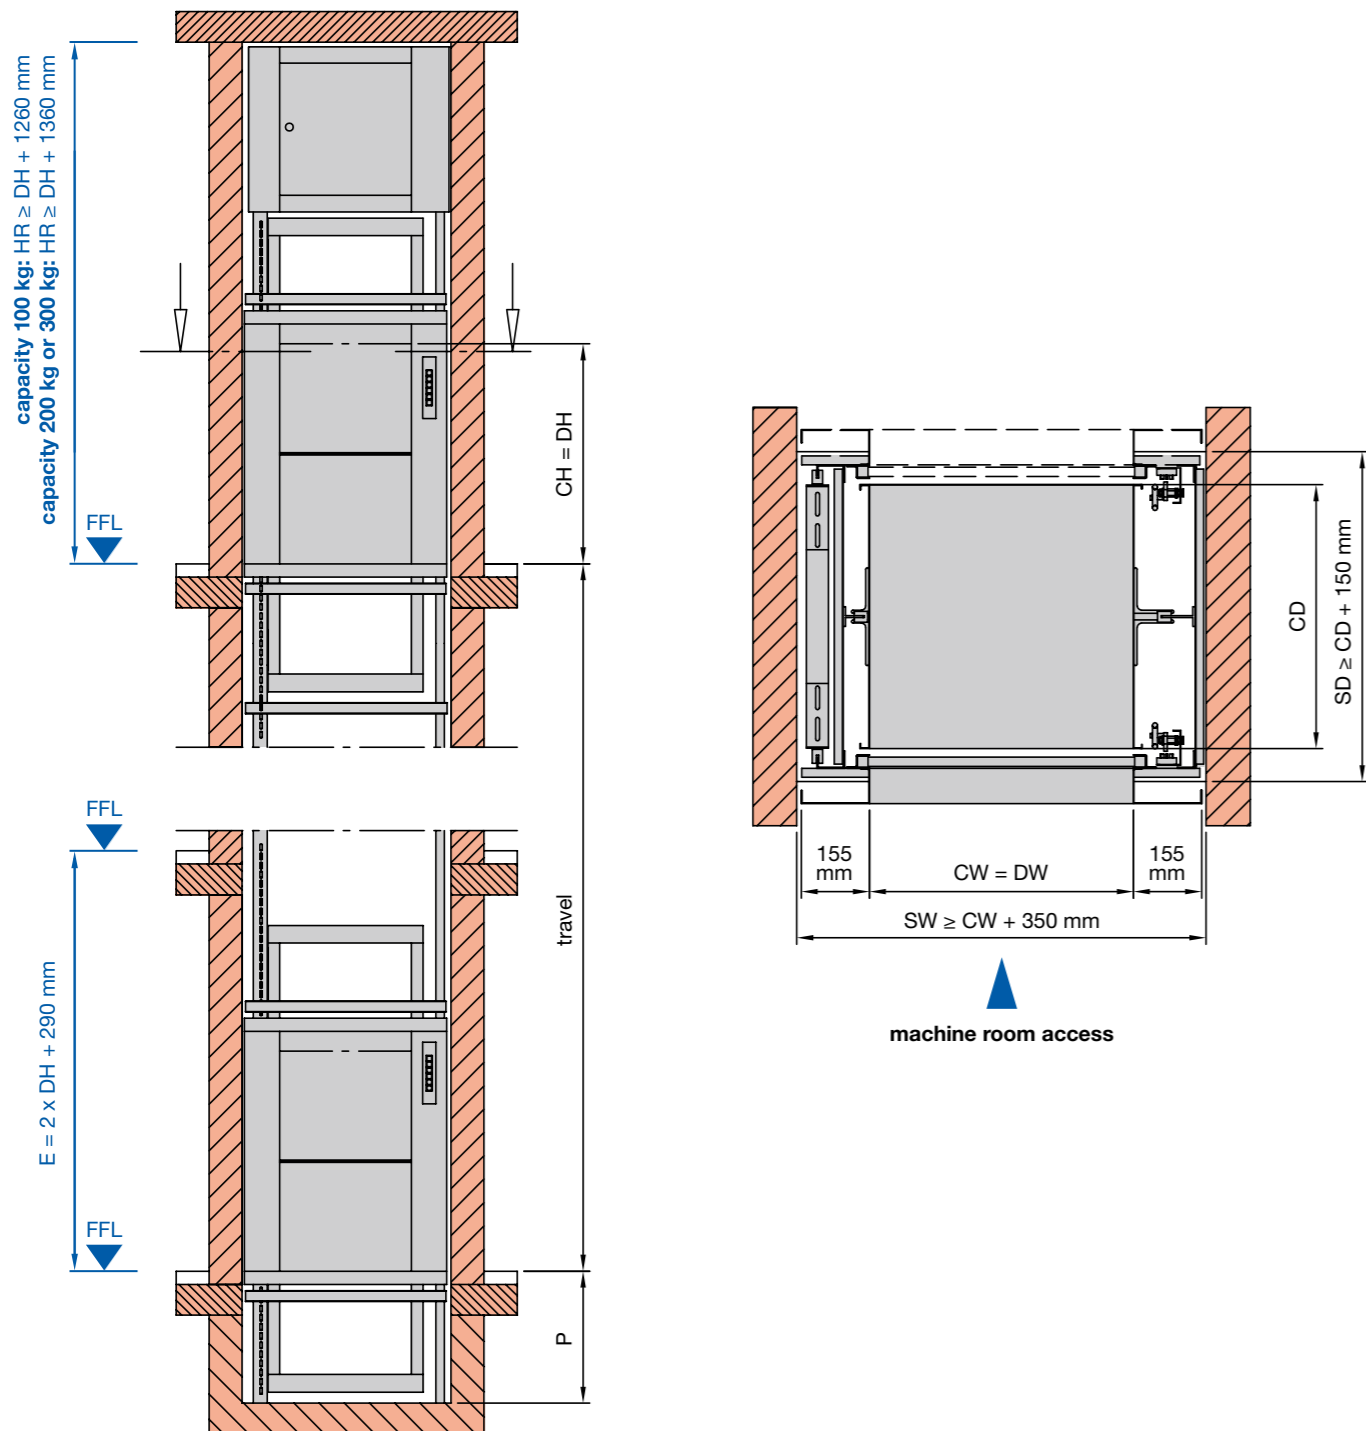 capacity 100 kg: HR ≥ DH + 1260 mm
capacity 200 kg or 300 kg: HR ≥ DH + 1360 mm
FFL
CH = DH
FFL
travel
E = 2 x DH + 290 mm
FFL
P
CD
SD ≥ CD + 150 mm
155
mm
CW = DW
155
mm
SW ≥ CW + 350 mm
machine room access